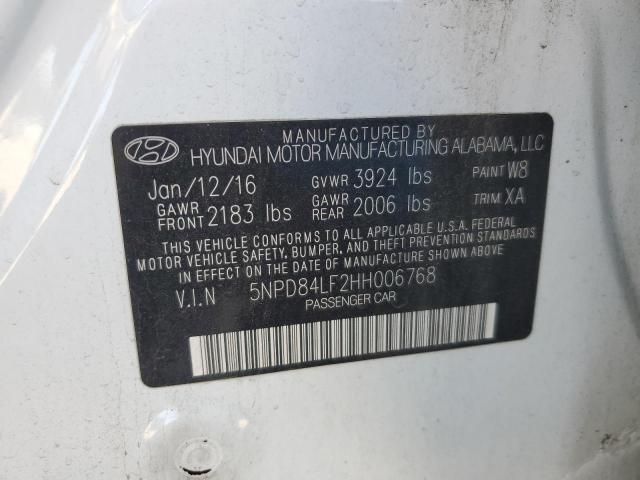 MANUFACTURED BY
HYUNDAI MOTOR MANUFACTURING ALABAMA, LLC
Jan/12/16 GVWR 3924 lbs PAINT W8
GAWR FRONT 2183 lbs GAWR REAR 2006 lbs TRIM XA
THIS VEHICLE CONFORMS TO ALL APPLICABLE U.S.A. FEDERAL
MOTOR VEHICLE SAFETY, BUMPER, AND THEFT PREVENTION STANDARDS
IN EFFECT ON THE DATE OF MANUFACTURE SHOWN ABOVE.
V.I.N 5NPD84LF2HH006768
PASSENGER CAR